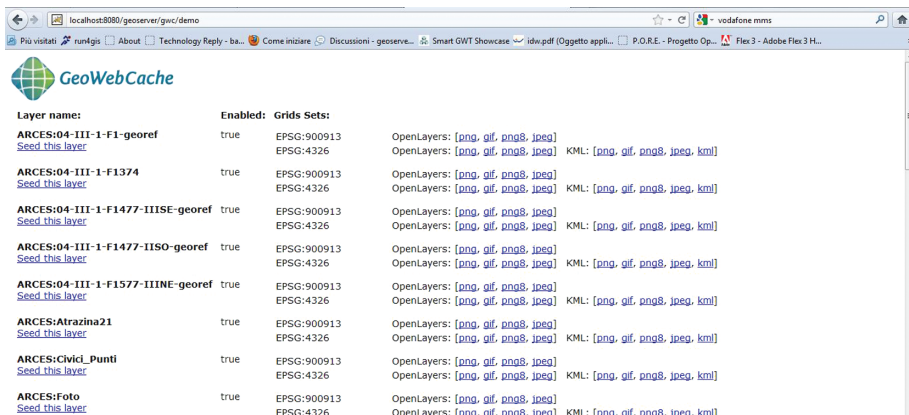 localhost:8080/geoserver/gwc/demo
vodafone mms
Più visitati run4gis About Technology Reply - ba... Come iniziare Discussioni - geoserve... Smart GWT Showcase idw.pdf (Oggetto appli... P.O.R.E. - Progetto Op... Flex 3 - Adobe Flex 3 H...
GeoWebCache
Layer name: Enabled: Grids Sets:
ARCES:04-III-1-F1-georef true EPSG:900913 OpenLayers: [png, gif, png8, jpeg]
Seed this layer EPSG:4326 OpenLayers: [png, gif, png8, jpeg] KML: [png, gif, png8, jpeg, kml]
ARCES:04-III-1-F1374 true EPSG:900913 OpenLayers: [png, gif, png8, jpeg]
Seed this layer EPSG:4326 OpenLayers: [png, gif, png8, jpeg] KML: [png, gif, png8, jpeg, kml]
ARCES:04-III-1-F1477-IIISE-georef true EPSG:900913 OpenLayers: [png, gif, png8, jpeg]
Seed this layer EPSG:4326 OpenLayers: [png, gif, png8, jpeg] KML: [png, gif, png8, jpeg, kml]
ARCES:04-III-1-F1477-IISO-georef true EPSG:900913 OpenLayers: [png, gif, png8, jpeg]
Seed this layer EPSG:4326 OpenLayers: [png, gif, png8, jpeg] KML: [png, gif, png8, jpeg, kml]
ARCES:04-III-1-F1577-IIINE-georef true EPSG:900913 OpenLayers: [png, gif, png8, jpeg]
Seed this layer EPSG:4326 OpenLayers: [png, gif, png8, jpeg] KML: [png, gif, png8, jpeg, kml]
ARCES:Atrazina21 true EPSG:900913 OpenLayers: [png, gif, png8, jpeg]
Seed this layer EPSG:4326 OpenLayers: [png, gif, png8, jpeg] KML: [png, gif, png8, jpeg, kml]
ARCES:Civici_Punti true EPSG:900913 OpenLayers: [png, gif, png8, jpeg]
Seed this layer EPSG:4326 OpenLayers: [png, gif, png8, jpeg] KML: [png, gif, png8, jpeg, kml]
ARCES:Foto true EPSG:900913 OpenLayers: [png, gif, png8, jpeg]
Seed this layer EPSG:4326 OpenLayers: [png, gif, png8, jpeg] KML: [png, gif, png8, jpeg, kml]